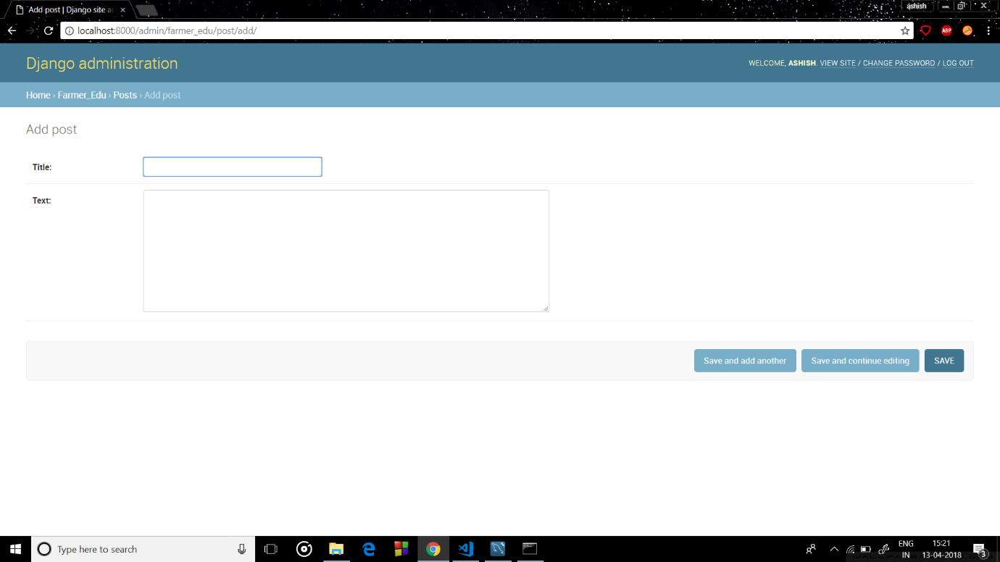 Add post | Django site a
ashish
localhost:8000/admin/farmer_edu/post/add/
ABP
Django administration
WELCOME, ASHISH. VIEW SITE / CHANGE PASSWORD / LOG OUT
Home › Farmer_Edu › Posts › Add post
Add post
Title:
Text:
Save and add another
Save and continue editing
SAVE
Type here to search
ENG
IN
15:21
13-04-2018
3